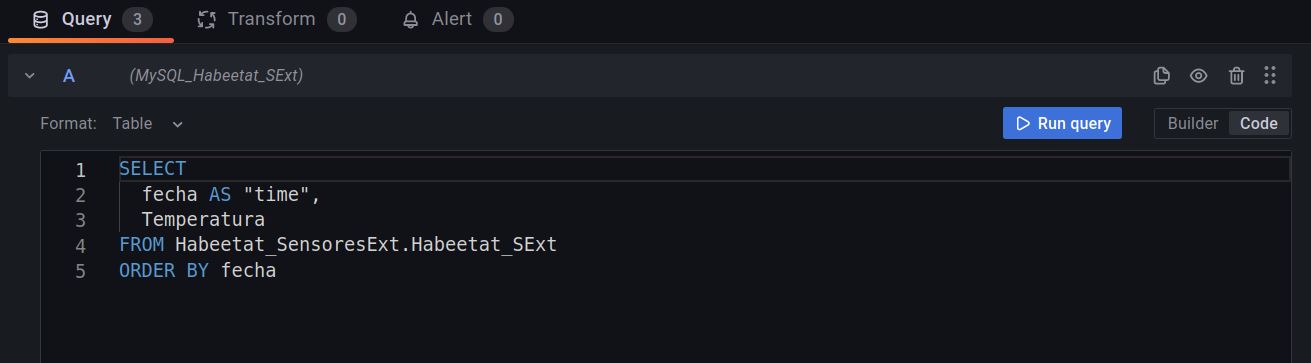 Query 3 Transform 0 Alert 0
A (MySQL_Habeetat_SExt)
Format: Table Run query Builder Code
1 SELECT
2 fecha AS "time",
3 Temperatura
4 FROM Habeetat_SensoresExt.Habeetat_SExt
5 ORDER BY fecha